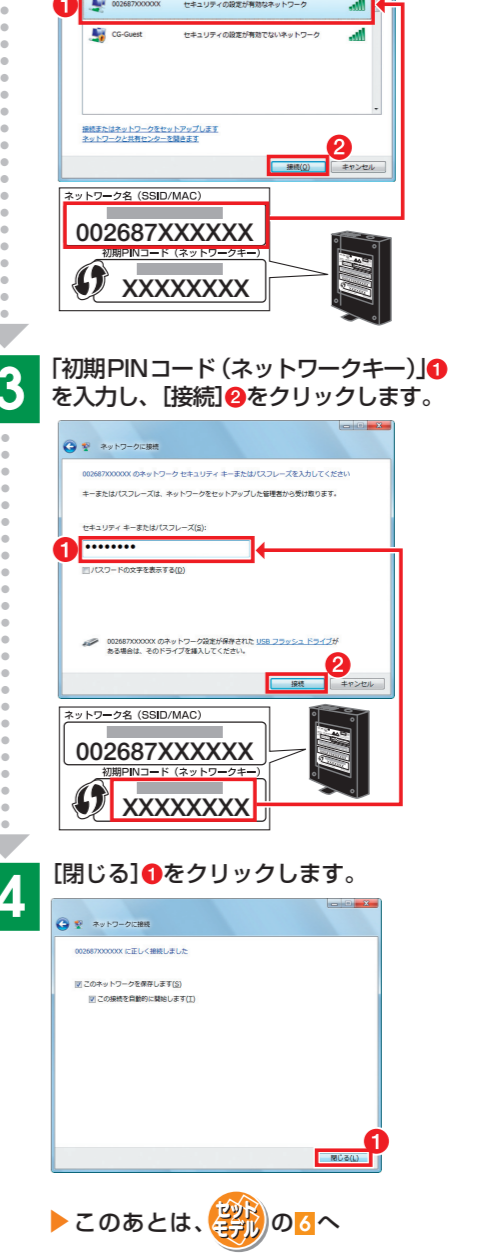 ❶
002687XXXXXX セキュリティの設定が有効なネットワーク
CG-Guest セキュリティの設定が有効でないネットワーク
接続またはネットワークをセットアップします
ネットワークと共有センターを開きます
❷
接続(O) キャンセル
ネットワーク名（SSID/MAC）
002687XXXXXX
初期PINコード（ネットワークキー）
XXXXXXXX
3
「初期PINコード（ネットワークキー）」❶
を入力し、[接続]❷をクリックします。
ネットワークに接続
002687XXXXXX のネットワーク セキュリティ キーまたはパスフレーズを入力してください
キーまたはパスフレーズは、ネットワークをセットアップした管理者から受け取ります。
セキュリティ キーまたはパスフレーズ(S):
❶ ●●●●●●●●
パスワードの文字を表示する(D)
002687XXXXXX のネットワーク設定が保存された USB フラッシュ ドライブが
ある場合は、そのドライブを挿入してください。
❷
接続 キャンセル
ネットワーク名（SSID/MAC）
002687XXXXXX
初期PINコード（ネットワークキー）
XXXXXXXX
4
[閉じる]❶をクリックします。
ネットワークに接続
002687XXXXXX に正しく接続しました
このネットワークを保存します(S)
この接続を自動的に開始します(T)
❶
閉じる(L)
▶このあとは、セットモデルの6へ